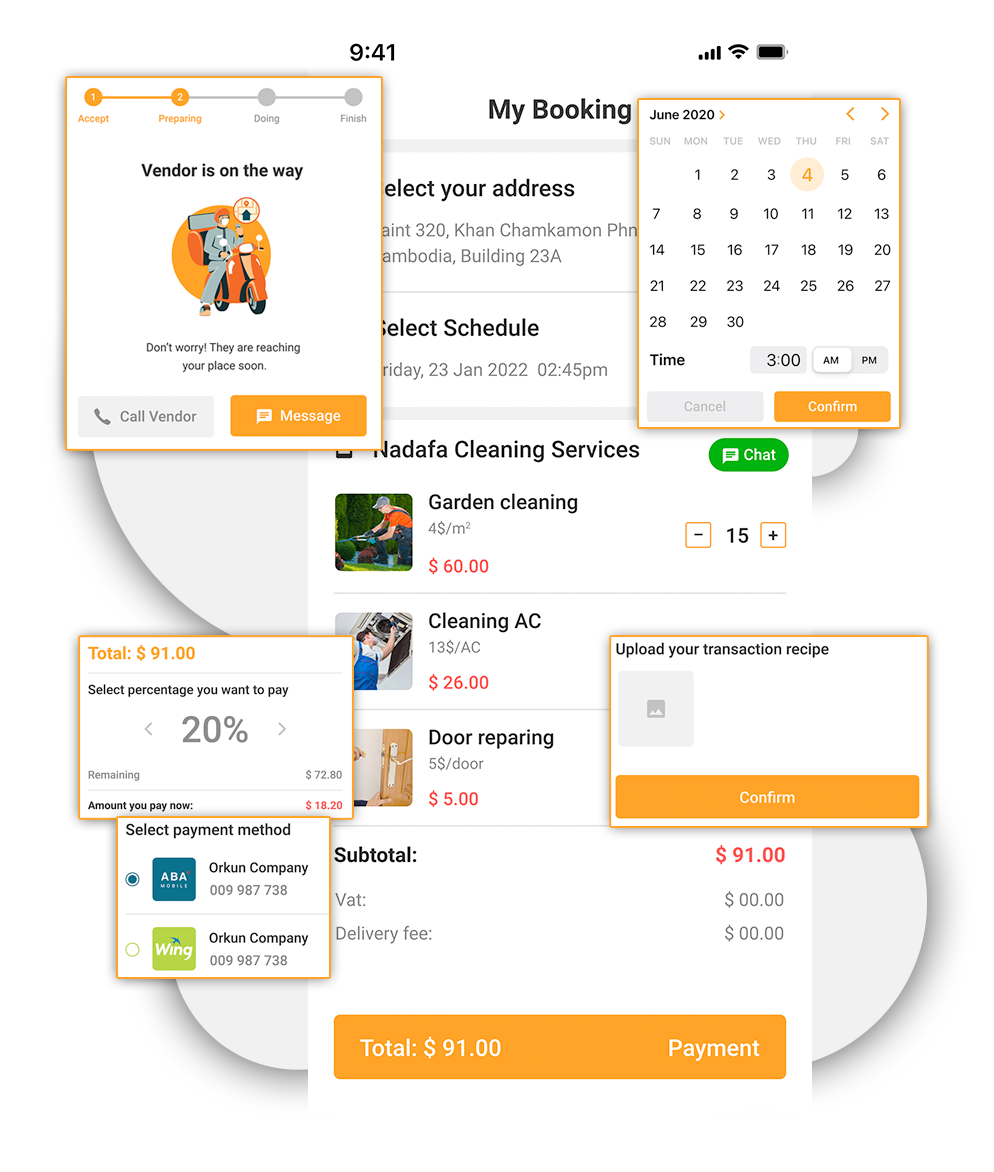 9:41
1
2
Accept
Preparing
Doing
Finish
Vendor is on the way
Don't worry! They are reaching
your place soon.
Call Vendor
Message
My Booking
June 2020
SUN MON TUE WED THU FRI SAT
1 2 3 4 5 6
7 8 9 10 11 12 13
14 15 16 17 18 19 20
21 22 23 24 25 26 27
28 29 30
Time
3:00
AM
PM
Cancel
Confirm
elect your address
aint 320, Khan Chamkamon Phn
ambodia, Building 23A
Select Schedule
riday, 23 Jan 2022 02:45pm
Nadafa Cleaning Services
Chat
Garden cleaning
4$/m²
$ 60.00
− 15 +
Cleaning AC
13$/AC
$ 26.00
Door reparing
5$/door
$ 5.00
Total: $ 91.00
Select percentage you want to pay
20%
Remaining $ 72.80
Amount you pay now: $ 18.20
Upload your transaction recipe
Confirm
Select payment method
ABA'
MOBILE
Orkun Company
009 987 738
Wing
Orkun Company
009 987 738
Subtotal: $ 91.00
Vat: $ 00.00
Delivery fee: $ 00.00
Total: $ 91.00 Payment